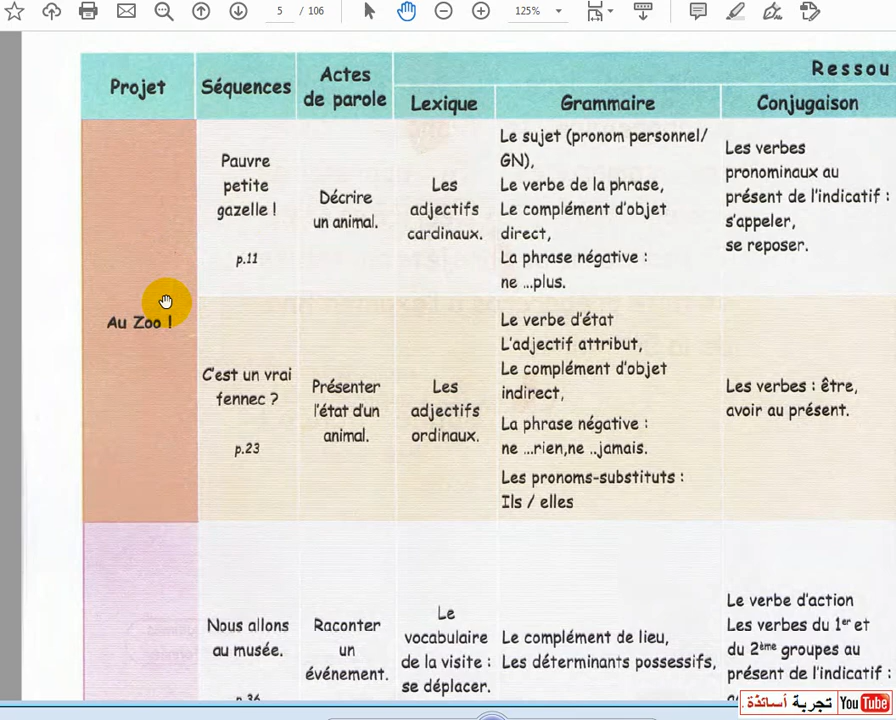 5 / 106
125%
Projet
Séquences
Actes
de parole
Ressou
Lexique
Grammaire
Conjugaison
Au Zoo !
Pauvre
petite
gazelle !
p.11
Décrire
un animal.
Les
adjectifs
cardinaux.
Le sujet (pronom personnel/
GN),
Le verbe de la phrase,
Le complément d'objet
direct,
La phrase négative :
ne ...plus.
Les verbes
pronominaux au
présent de l'indicatif :
s'appeler,
se reposer.
C'est un vrai
fennec ?
p.23
Présenter
l'état d'un
animal.
Les
adjectifs
ordinaux.
Le verbe d'état
L'adjectif attribut,
Le complément d'objet
indirect,
La phrase négative :
ne ...rien,ne ..jamais.
Les pronoms-substituts :
Ils / elles
Les verbes : être,
avoir au présent.
Nous allons
au musée.
p.36
Raconter
un
événement.
Le
vocabulaire
de la visite :
se déplacer.
Le complément de lieu,
Les déterminants possessifs,
Le verbe d'action
Les verbes du 1er et
du 2ème groupes au
présent de l'indicatif :
تجربة أساتذة .
YouTube